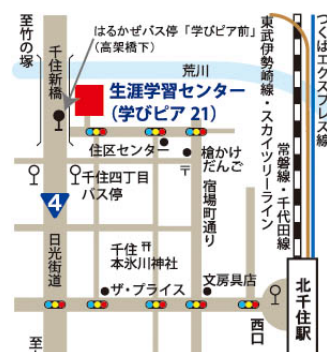 至竹の塚
はるかぜバス停「学びピア前」
（高架橋下）
千住新橋
荒川
生涯学習センター
（学びピア21）
東武伊勢崎線・スカイツリーライン
つくばエクスプレス線
常磐線・千代田線
住区センター
槍かけ
だんご
〒
千住四丁目
バス停
宿場町通り
4
日光街道
千住
本氷川神社
ザ・プライス
文房具店
北千住駅
西口